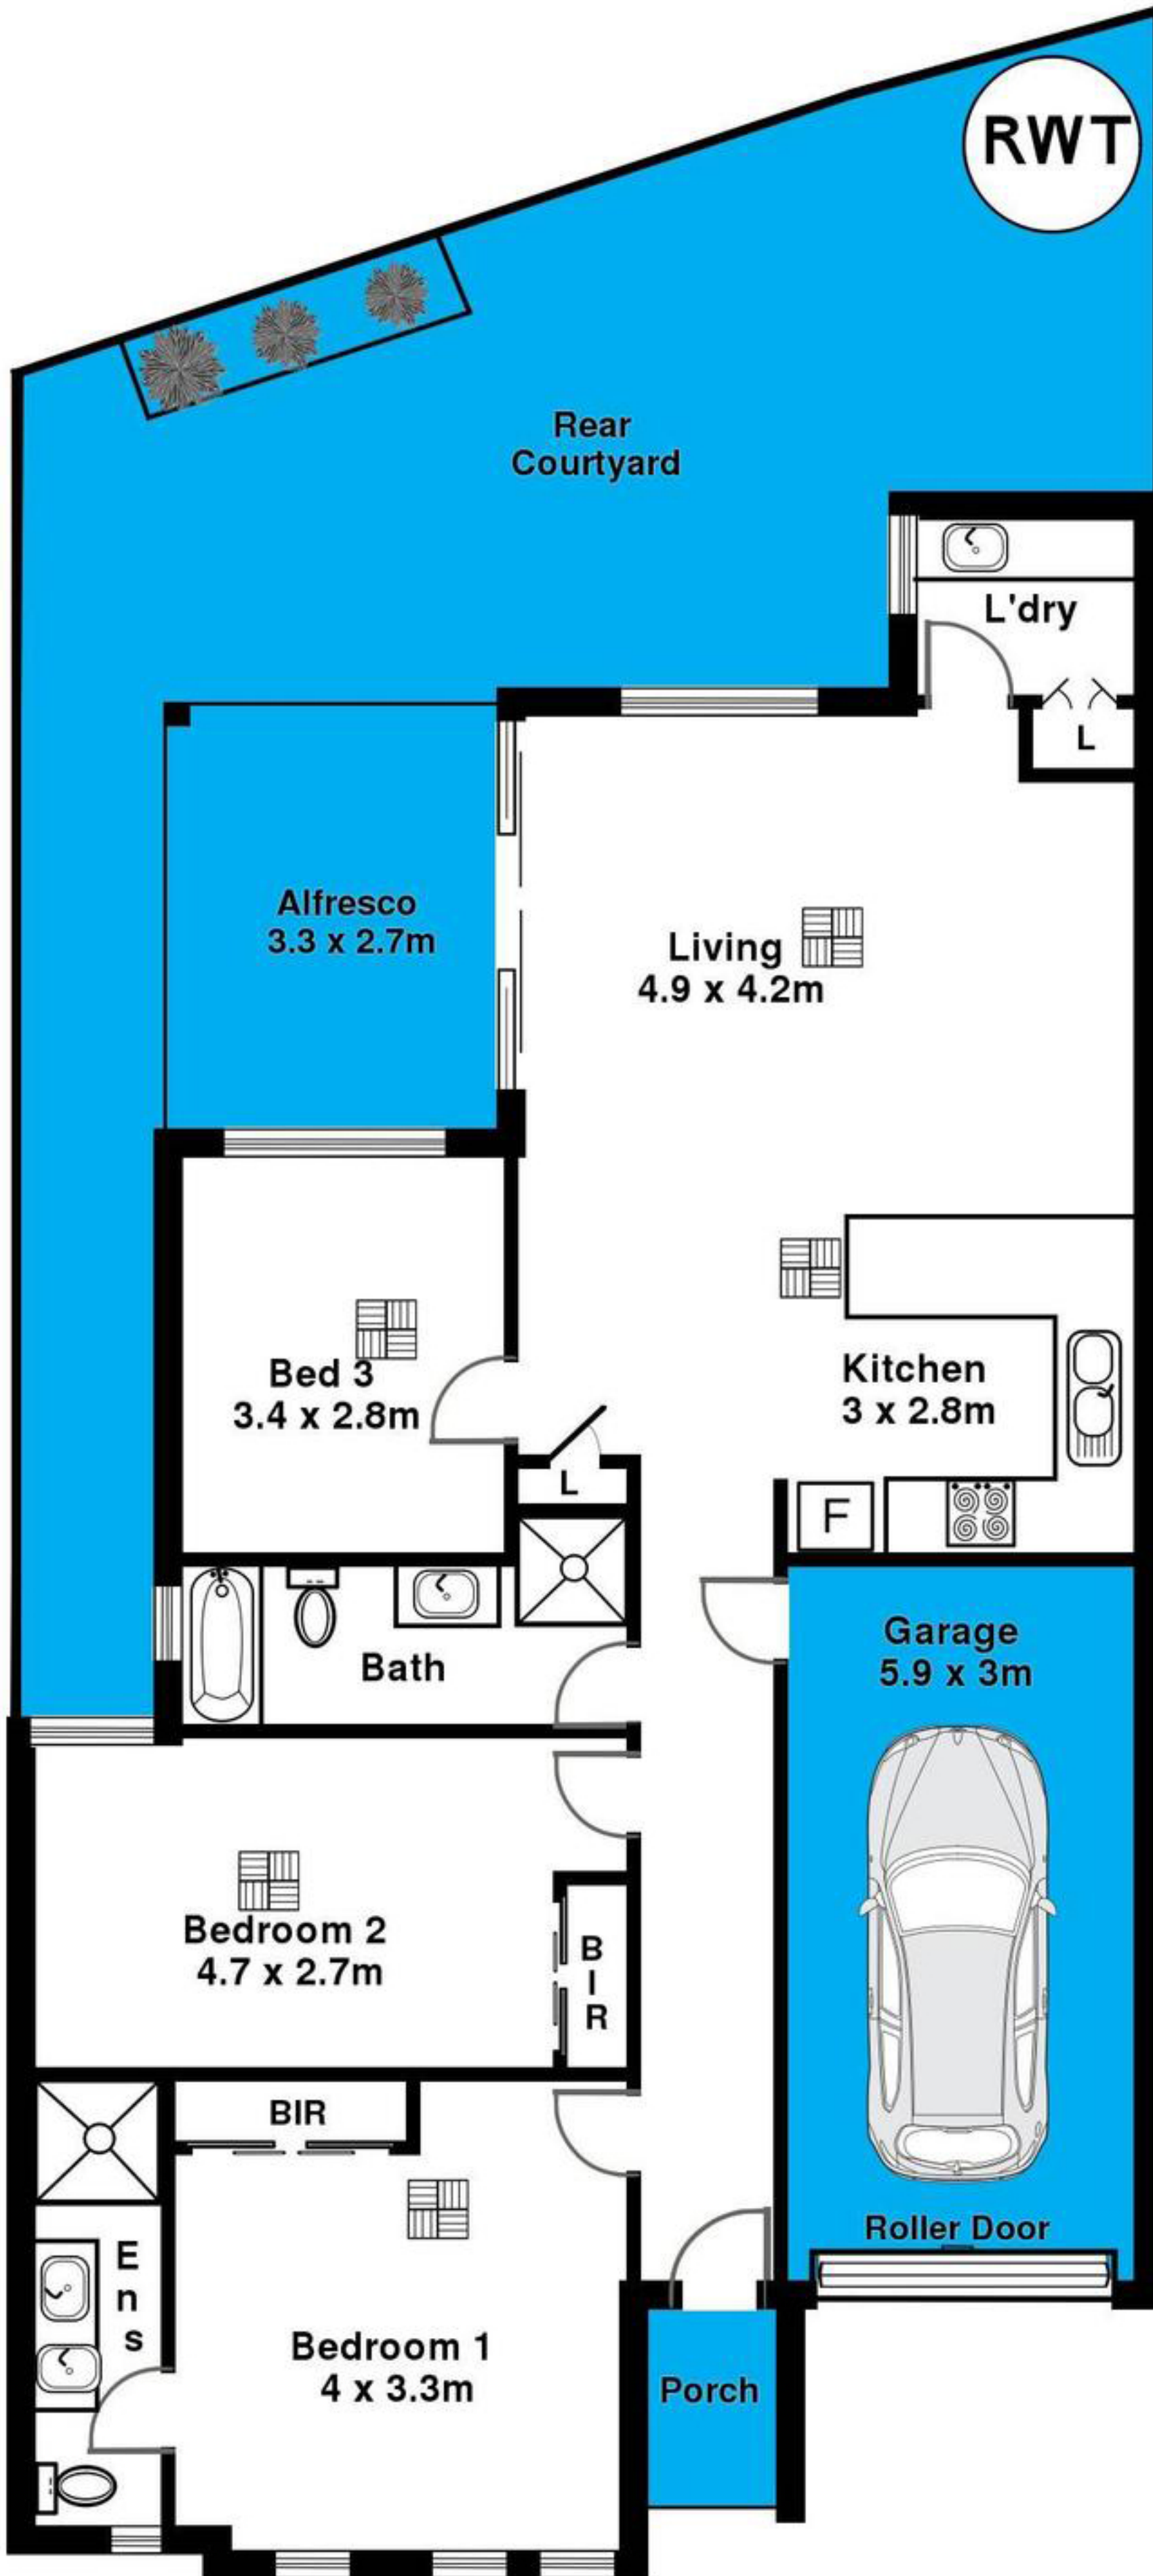 RWT
Rear
Courtyard
L'dry
L
Alfresco
3.3 x 2.7m
Living
4.9 x 4.2m
Bed 3
3.4 x 2.8m
Kitchen
3 x 2.8m
L
F
Bath
Garage
5.9 x 3m
Bedroom 2
4.7 x 2.7m
B
I
R
BIR
Roller Door
E
n
s
Bedroom 1
4 x 3.3m
Porch